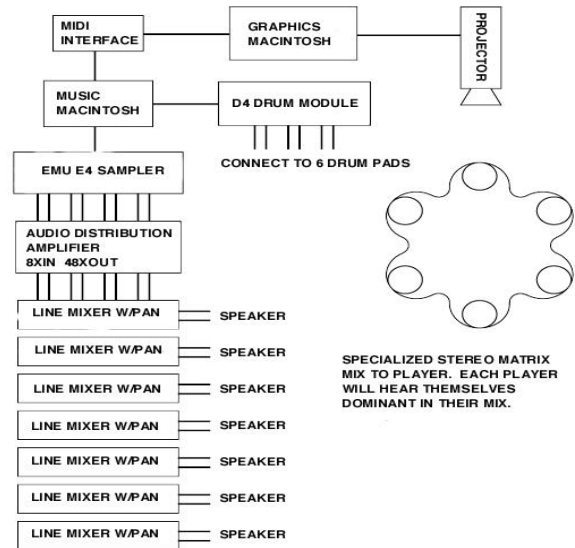 MIDI
INTERFACE
GRAPHICS
MACINTOSH
PROJECTOR
MUSIC
MACINTOSH
D4 DRUM MODULE
CONNECT TO 6 DRUM PADS
EMU E4 SAMPLER
AUDIO DISTRIBUTION
AMPLIFIER
8XIN 48XOUT
LINE MIXER W/PAN
SPEAKER
LINE MIXER W/PAN
SPEAKER
LINE MIXER W/PAN
SPEAKER
LINE MIXER W/PAN
SPEAKER
LINE MIXER W/PAN
SPEAKER
LINE MIXER W/PAN
SPEAKER
LINE MIXER W/PAN
SPEAKER
SPECIALIZED STEREO MATRIX
MIX TO PLAYER. EACH PLAYER
WILL HEAR THEMSELVES
DOMINANT IN THEIR MIX.